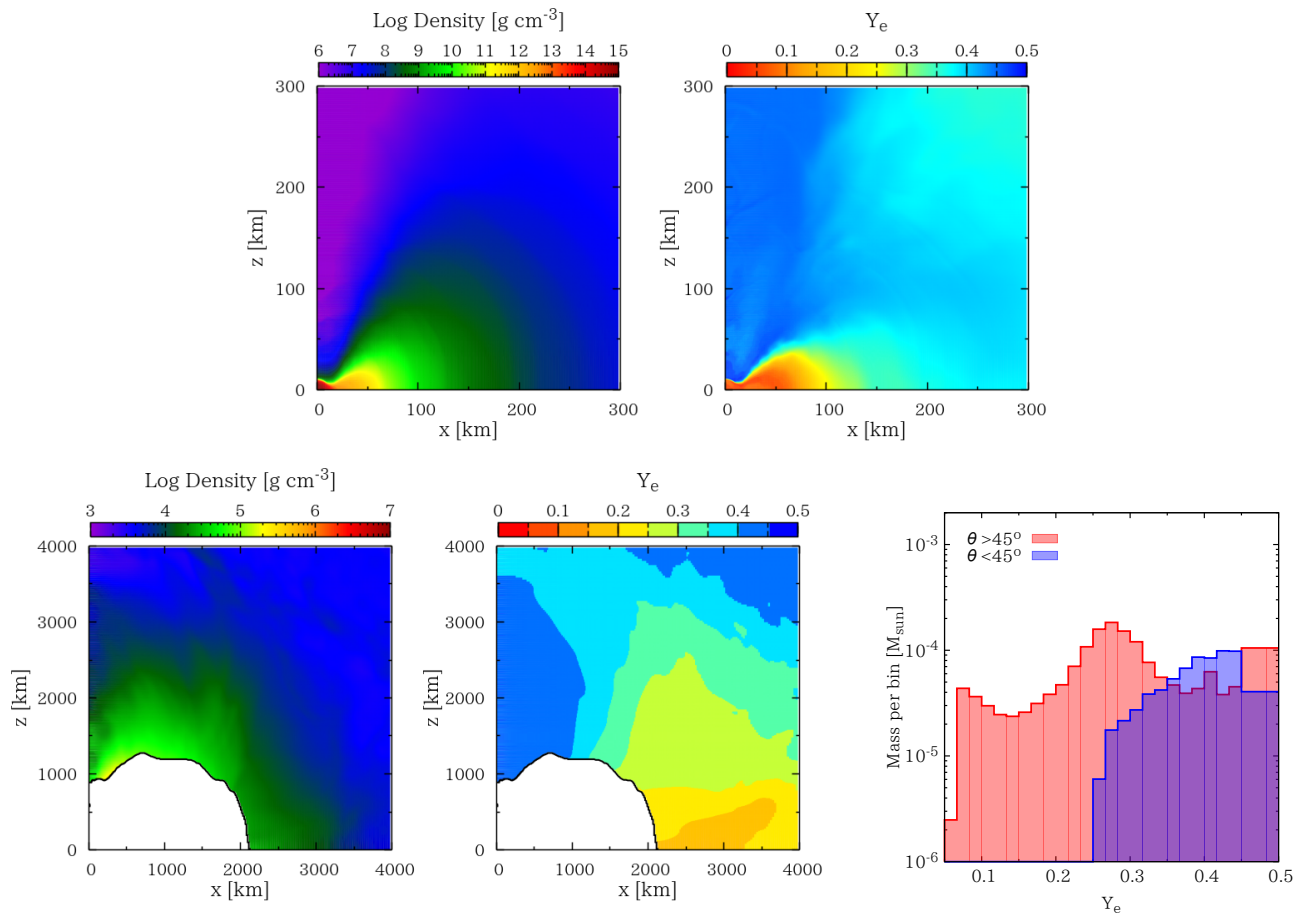 Log Density [g cm-3]
6 7 8 9 10 11 12 13 14 15
300
200
100
0
z [km]
0 100 200 300
x [km]
Ye
0 0.1 0.2 0.3 0.4 0.5
300
200
100
0
z [km]
0 100 200 300
x [km]
Log Density [g cm-3]
3 4 5 6 7
4000
3000
2000
1000
0
z [km]
0 1000 2000 3000 4000
x [km]
Ye
0 0.1 0.2 0.3 0.4 0.5
4000
3000
2000
1000
0
z [km]
0 1000 2000 3000 4000
x [km]
θ >45º
θ <45º
10-3
10-4
10-5
10-6
Mass per bin [Msun]
0.1 0.2 0.3 0.4 0.5
Ye